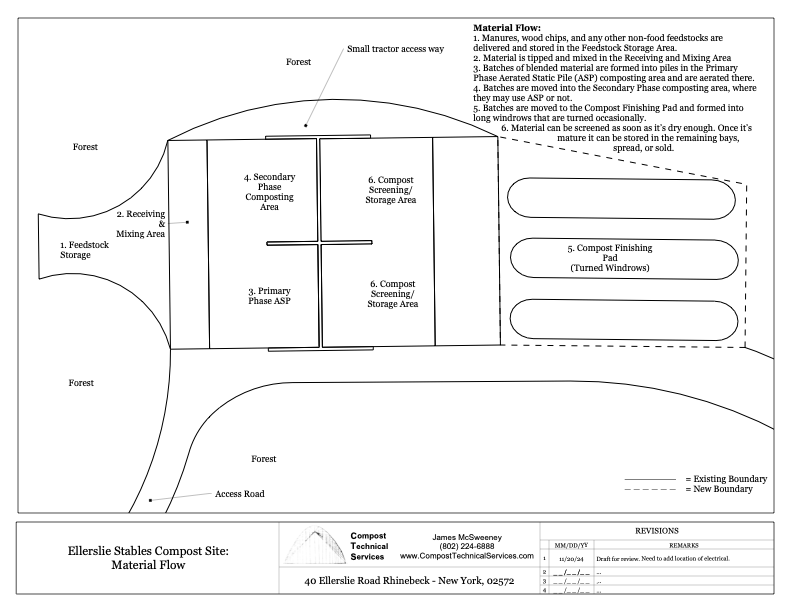 Material Flow:
1. Manures, wood chips, and any other non-food feedstocks are
delivered and stored in the Feedstock Storage Area.
2. Material is tipped and mixed in the Receiving and Mixing Area
3. Batches of blended material are formed into piles in the Primary
Phase Aerated Static Pile (ASP) composting area and are aerated there.
4. Batches are moved into the Secondary Phase composting area, where
they may use ASP or not.
5. Batches are moved to the Compost Finishing Pad and formed into
long windrows that are turned occasionally.
6. Material can be screened as soon as it's dry enough. Once it's
mature it can be stored in the remaining bays,
spread, or sold.
Small tractor access way
Forest
Forest
4. Secondary
Phase
Composting
Area
6. Compost
Screening/
Storage Area
2. Receiving
&
Mixing Area
1. Feedstock
Storage
5. Compost Finishing
Pad
(Turned Windrows)
3. Primary
Phase ASP
6. Compost
Screening/
Storage Area
Forest
Forest
Access Road
= Existing Boundary
= New Boundary
Ellerslie Stables Compost Site:
Material Flow
Compost
Technical
Services
James McSweeney
(802) 224-6888
www.CompostTechnicalServices.com
40 Ellerslie Road Rhinebeck - New York, 02572
REVISIONS
MM/DD/YY REMARKS
1 11/20/24 Draft for review. Need to add location of electrical.
2 __/__/__ ...
3 __/__/__ ...
4 __/__/__ ...